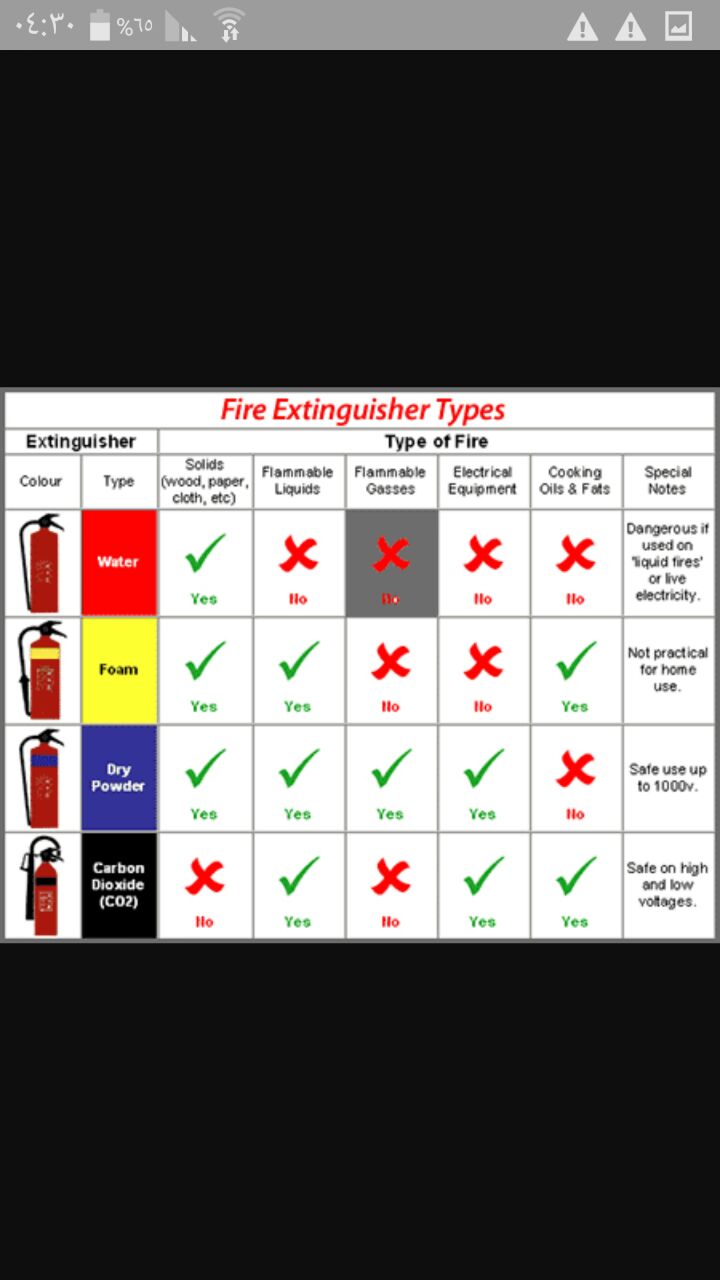 ٠٤:٣٠ %٦٥
Fire Extinguisher Types
Extinguisher
Type of Fire
Colour
Type
Solids
(wood, paper,
cloth, etc)
Flammable
Liquids
Flammable
Gasses
Electrical
Equipment
Cooking
Oils & Fats
Special
Notes
Water
Yes
No
No
No
No
Dangerous if
used on
'liquid fires'
or live
electricity.
Foam
Yes
Yes
No
No
Yes
Not practical
for home
use.
Dry
Powder
Yes
Yes
Yes
Yes
No
Safe use up
to 1000v.
Carbon
Dioxide
(CO2)
No
Yes
No
Yes
Yes
Safe on high
and low
voltages.